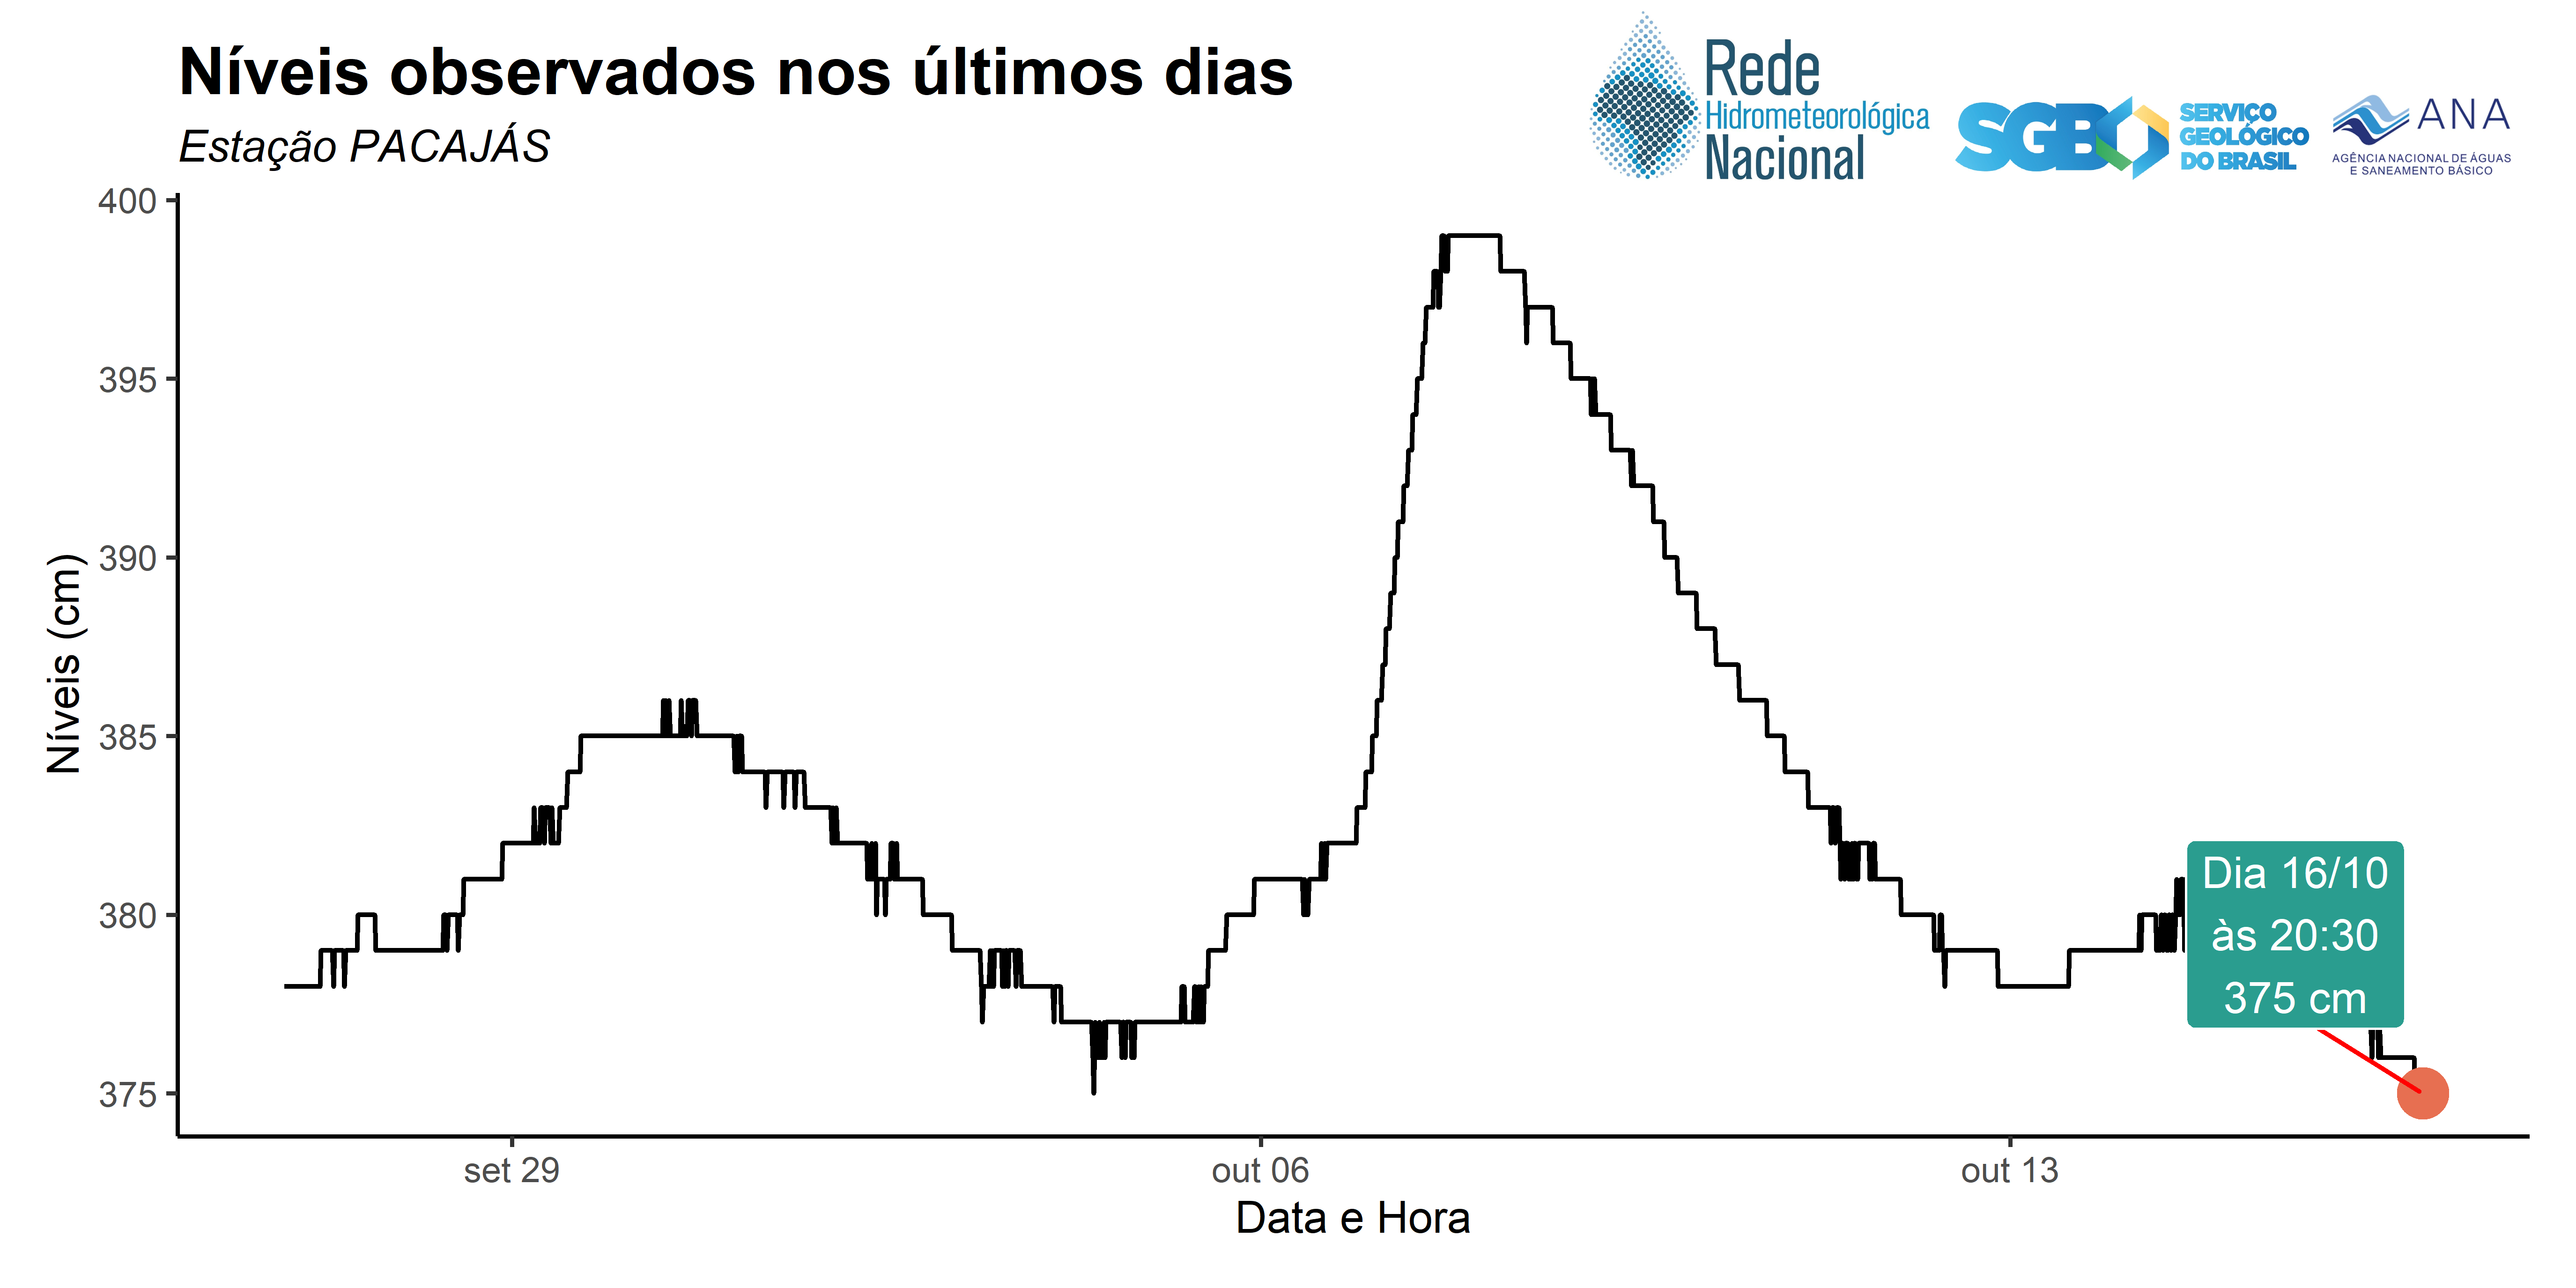 Níveis observados nos últimos dias
Estação PACAJÁS
Rede
Hidrometeorológica
Nacional
SGB
SERVIÇO
GEOLÓGICO
DO BRASIL
ANA
AGÊNCIA NACIONAL DE ÁGUAS
E SANEAMENTO BÁSICO
400
395
390
385
380
375
Níveis (cm)
Dia 16/10
às 20:30
375 cm
set 29
out 06
out 13
Data e Hora